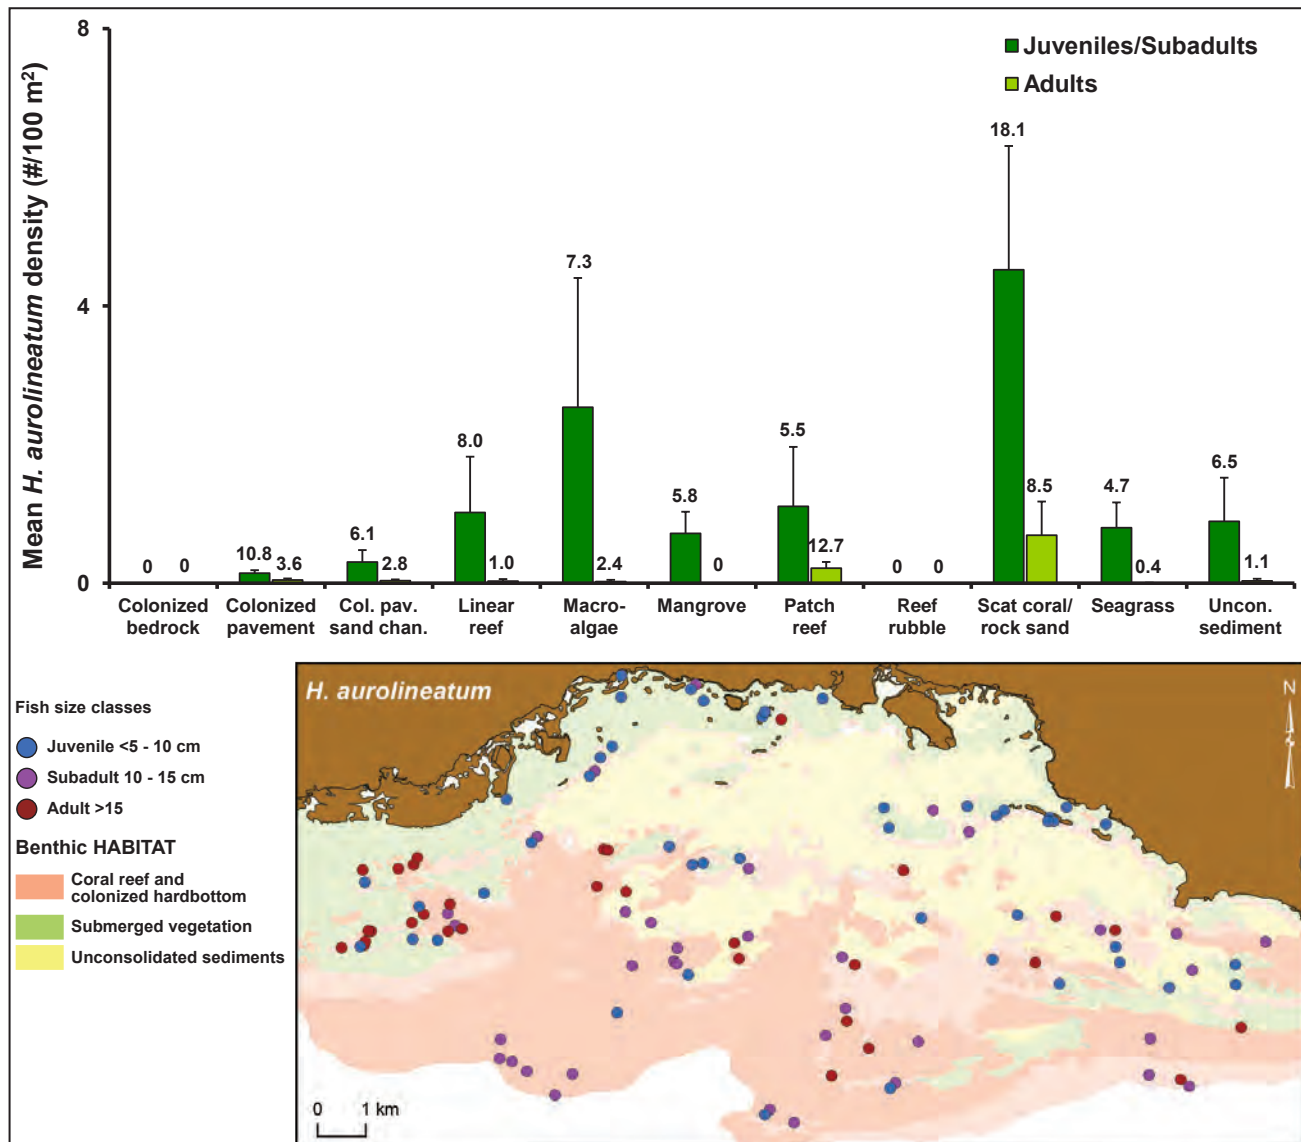 Mean H. aurolineatum density (#/100 m²)
8
4
0
Juveniles/Subadults
Adults
0 0
10.8 3.6
6.1 2.8
8.0 1.0
7.3 2.4
5.8 0
5.5 12.7
0 0
18.1 8.5
4.7 0.4
6.5 1.1
Colonized
bedrock
Colonized
pavement
Col. pav.
sand chan.
Linear
reef
Macro-
algae
Mangrove
Patch
reef
Reef
rubble
Scat coral/
rock sand
Seagrass
Uncon.
sediment
Fish size classes
Juvenile <5 - 10 cm
Subadult 10 - 15 cm
Adult >15
Benthic HABITAT
Coral reef and
colonized hardbottom
Submerged vegetation
Unconsolidated sediments
H. aurolineatum
N
0 1 km